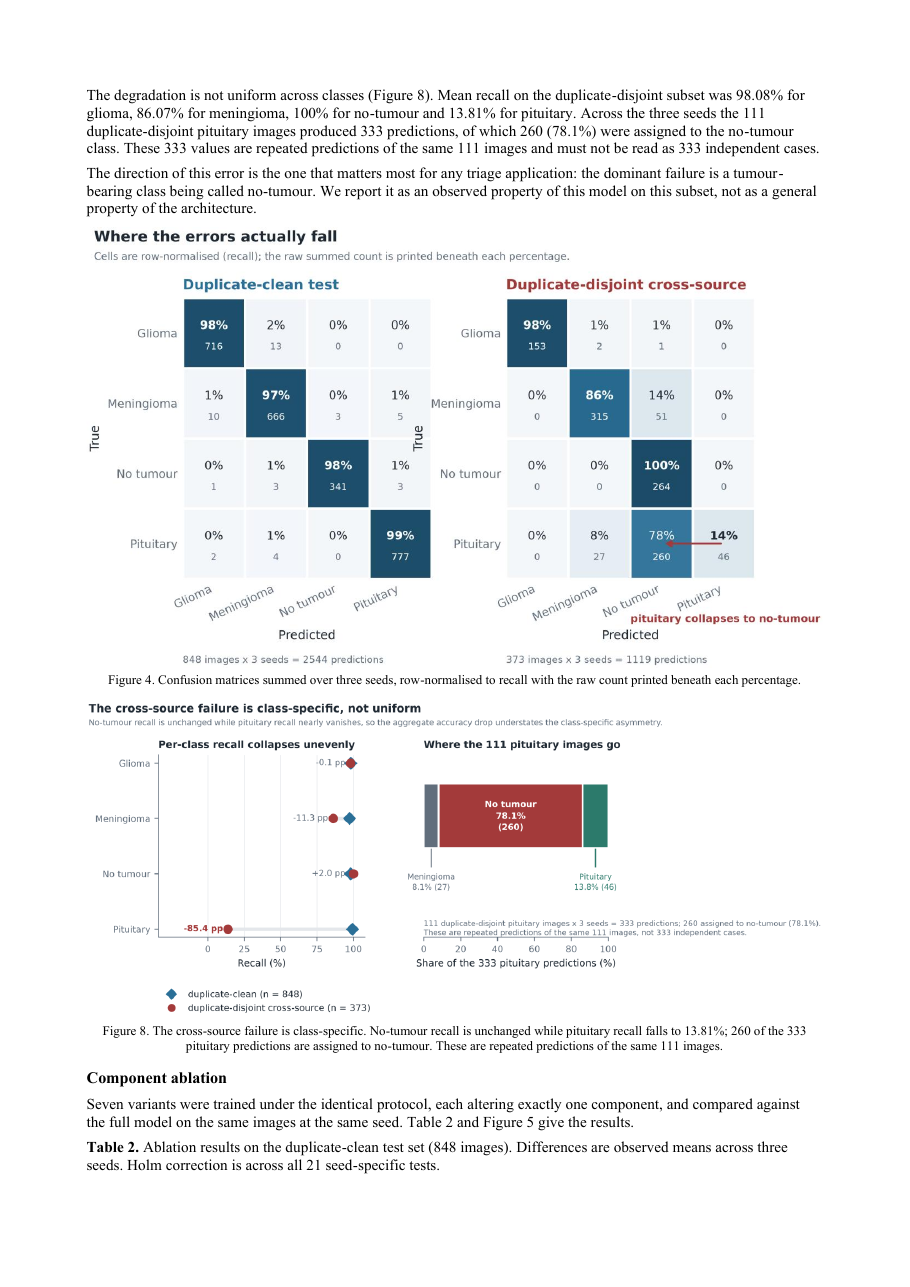 The degradation is not uniform across classes (Figure 8). Mean recall on the duplicate-disjoint subset was 98.08% for
glioma, 86.07% for meningioma, 100% for no-tumour and 13.81% for pituitary. Across the three seeds the 111
duplicate-disjoint pituitary images produced 333 predictions, of which 260 (78.1%) were assigned to the no-tumour
class. These 333 values are repeated predictions of the same 111 images and must not be read as 333 independent cases.
The direction of this error is the one that matters most for any triage application: the dominant failure is a tumour-
bearing class being called no-tumour. We report it as an observed property of this model on this subset, not as a general
property of the architecture.
Where the errors actually fall
Cells are row-normalised (recall); the raw summed count is printed beneath each percentage.
Duplicate-clean test
True
Glioma
98% 2% 0% 0%
716 13 0 0
Meningioma
1% 97% 0% 1%
10 666 3 5
No tumour
0% 1% 98% 1%
1 3 341 3
Pituitary
0% 1% 0% 99%
2 4 0 777
Glioma Meningioma No tumour Pituitary
Predicted
848 images x 3 seeds = 2544 predictions
Duplicate-disjoint cross-source
True
Glioma
98% 1% 1% 0%
153 2 1 0
Meningioma
0% 86% 14% 0%
0 315 51 0
No tumour
0% 0% 100% 0%
0 0 264 0
Pituitary
0% 8% 78% 14%
0 27 260 46
Glioma Meningioma No tumour Pituitary
pituitary collapses to no-tumour
Predicted
373 images x 3 seeds = 1119 predictions
Figure 4. Confusion matrices summed over three seeds, row-normalised to recall with the raw count printed beneath each percentage.
The cross-source failure is class-specific, not uniform
No-tumour recall is unchanged while pituitary recall nearly vanishes, so the aggregate accuracy drop understates the class-specific asymmetry.
Per-class recall collapses unevenly
Glioma
-0.1 pp
Meningioma
-11.3 pp
No tumour
+2.0 pp
Pituitary
-85.4 pp
0 25 50 75 100
Recall (%)
duplicate-clean (n = 848)
duplicate-disjoint cross-source (n = 373)
Where the 111 pituitary images go
No tumour
78.1%
(260)
Meningioma
8.1% (27)
Pituitary
13.8% (46)
111 duplicate-disjoint pituitary images x 3 seeds = 333 predictions; 260 assigned to no-tumour (78.1%).
These are repeated predictions of the same 111 images, not 333 independent cases.
0 20 40 60 80 100
Share of the 333 pituitary predictions (%)
Figure 8. The cross-source failure is class-specific. No-tumour recall is unchanged while pituitary recall falls to 13.81%; 260 of the 333
pituitary predictions are assigned to no-tumour. These are repeated predictions of the same 111 images.
Component ablation
Seven variants were trained under the identical protocol, each altering exactly one component, and compared against
the full model on the same images at the same seed. Table 2 and Figure 5 give the results.
Table 2. Ablation results on the duplicate-clean test set (848 images). Differences are observed means across three
seeds. Holm correction is across all 21 seed-specific tests.